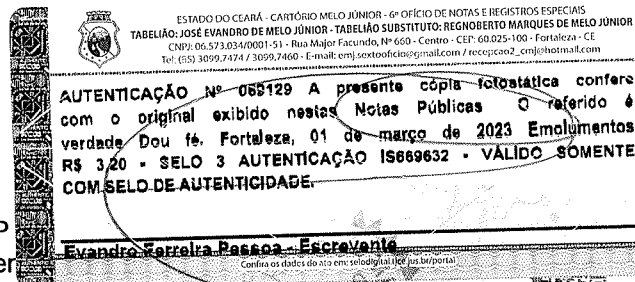 ESTADO DO CEARÁ - CARTÓRIO MELO JÚNIOR - 6º OFÍCIO DE NOTAS E REGISTROS ESPECIAIS
TABELIÃO: JOSÉ EVANDRO DE MELO JÚNIOR - TABELIÃO SUBSTITUTO: REGNOBERTO MARQUES DE MELO JÚNIOR
CNPJ: 06.573.034/0001-51 - Rua Major Facundo, Nº 660 - Centro - CEP: 60.025-100 - Fortaleza - CE
Tel: (85) 3099.7474 / 3099.7460 - E-mail: emj.sextooficio@gmail.com / recepcao2_cmj@hotmail.com
AUTENTICAÇÃO Nº 063129 A presente cópia fotostática confere
com o original exibido nestas Notas Públicas O referido é
verdade Dou fé. Fortaleza, 01 de março de 2023 Emolumentos
R$ 3,20 - SELO 3 AUTENTICAÇÃO IS669632 - VÁLIDO SOMENTE
COM SELO DE AUTENTICIDADE.
Evandro Ferreira Pessoa - Escrevente
Confira os dados do ato em: selodigital.tjce.jus.br/portal